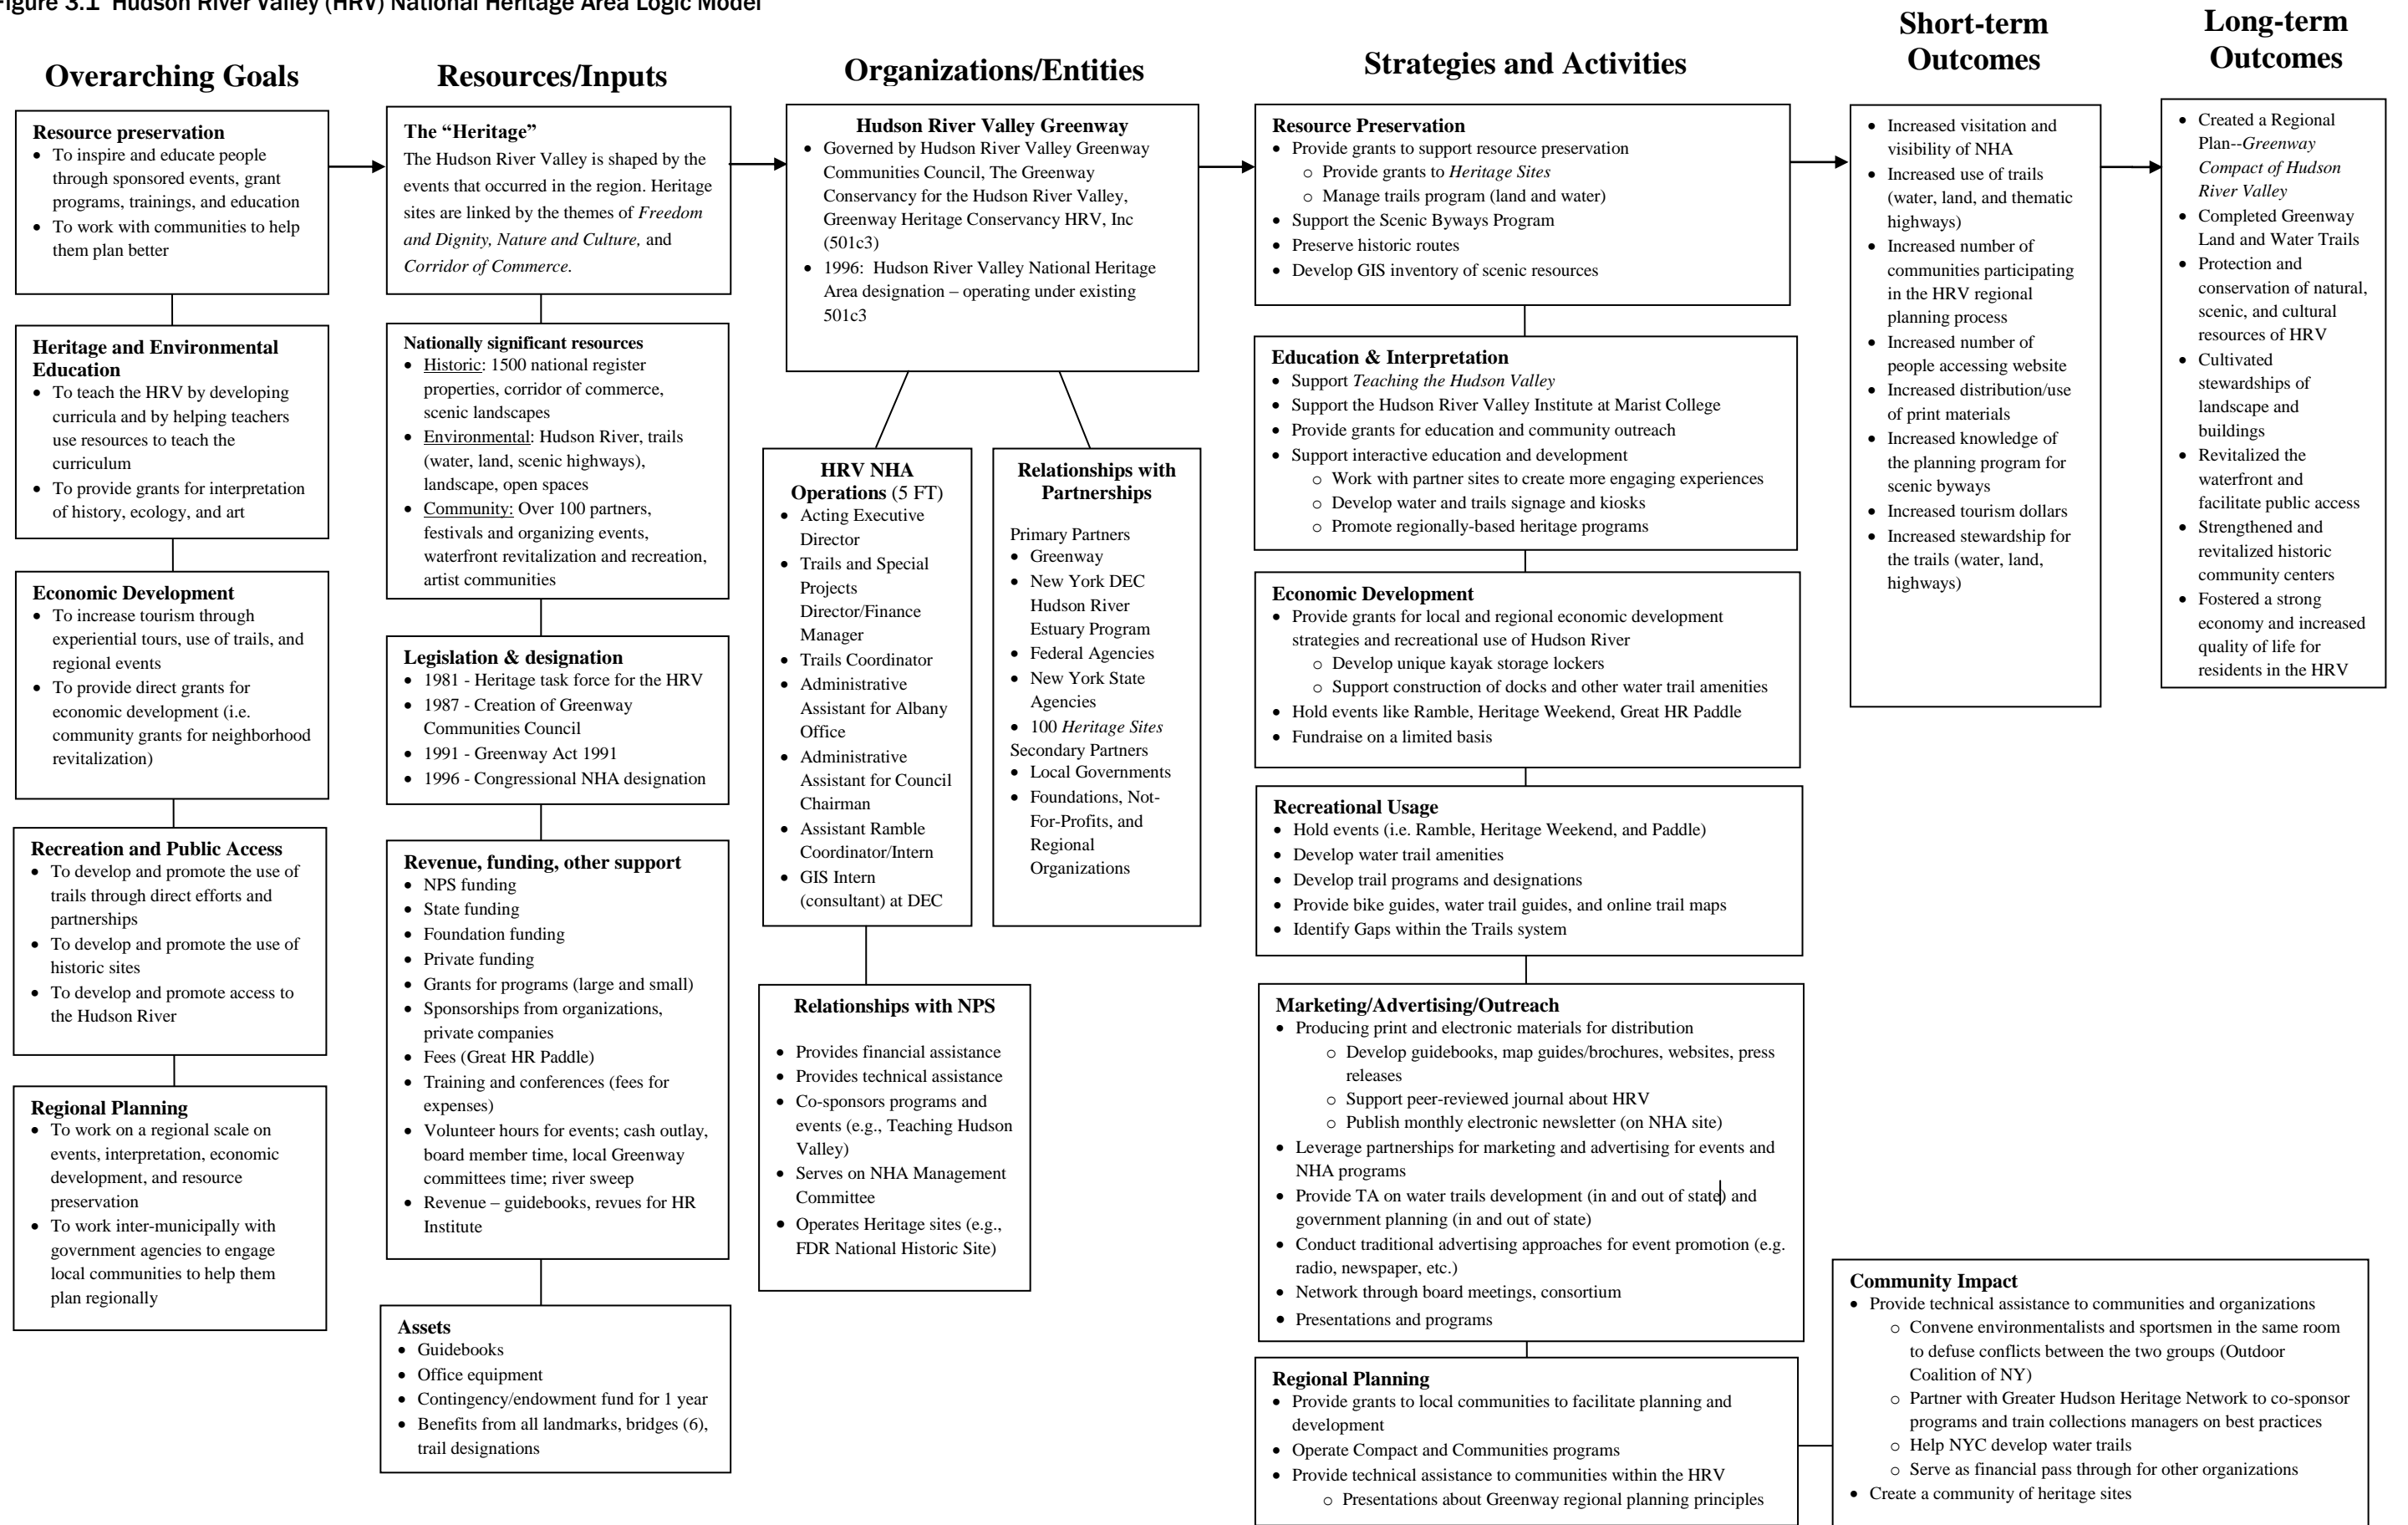 Figure 3.1 Hudson River Valley (HRV) National Heritage Area Logic Model
Overarching Goals
Resource preservation
• To inspire and educate people
through sponsored events, grant
programs, trainings, and education
• To work with communities to help
them plan better
Heritage and Environmental
Education
• To teach the HRV by developing
curricula and by helping teachers
use resources to teach the
curriculum
• To provide grants for interpretation
of history, ecology, and art
Economic Development
• To increase tourism through
experiential tours, use of trails, and
regional events
• To provide direct grants for
economic development (i.e.
community grants for neighborhood
revitalization)
Recreation and Public Access
• To develop and promote the use of
trails through direct efforts and
partnerships
• To develop and promote the use of
historic sites
• To develop and promote access to
the Hudson River
Regional Planning
• To work on a regional scale on
events, interpretation, economic
development, and resource
preservation
• To work inter-municipally with
government agencies to engage
local communities to help them
plan regionally
Resources/Inputs
The “Heritage”
The Hudson River Valley is shaped by the
events that occurred in the region. Heritage
sites are linked by the themes of Freedom
and Dignity, Nature and Culture, and
Corridor of Commerce.
Nationally significant resources
• Historic: 1500 national register
properties, corridor of commerce,
scenic landscapes
• Environmental: Hudson River, trails
(water, land, scenic highways),
landscape, open spaces
• Community: Over 100 partners,
festivals and organizing events,
waterfront revitalization and recreation,
artist communities
Legislation & designation
• 1981 - Heritage task force for the HRV
• 1987 - Creation of Greenway
Communities Council
• 1991 - Greenway Act 1991
• 1996 - Congressional NHA designation
Revenue, funding, other support
• NPS funding
• State funding
• Foundation funding
• Private funding
• Grants for programs (large and small)
• Sponsorships from organizations,
private companies
• Fees (Great HR Paddle)
• Training and conferences (fees for
expenses)
• Volunteer hours for events; cash outlay,
board member time, local Greenway
committees time; river sweep
• Revenue – guidebooks, revues for HR
Institute
Assets
• Guidebooks
• Office equipment
• Contingency/endowment fund for 1 year
• Benefits from all landmarks, bridges (6),
trail designations
Organizations/Entities
Hudson River Valley Greenway
• Governed by Hudson River Valley Greenway
Communities Council, The Greenway
Conservancy for the Hudson River Valley,
Greenway Heritage Conservancy HRV, Inc
(501c3)
• 1996: Hudson River Valley National Heritage
Area designation – operating under existing
501c3
HRV NHA
Operations (5 FT)
• Acting Executive
Director
• Trails and Special
Projects
Director/Finance
Manager
• Trails Coordinator
• Administrative
Assistant for Albany
Office
• Administrative
Assistant for Council
Chairman
• Assistant Ramble
Coordinator/Intern
• GIS Intern
(consultant) at DEC
Relationships with
Partnerships
Primary Partners
• Greenway
• New York DEC
Hudson River
Estuary Program
• Federal Agencies
• New York State
Agencies
• 100 Heritage Sites
Secondary Partners
• Local Governments
• Foundations, Not-
For-Profits, and
Regional
Organizations
Relationships with NPS
• Provides financial assistance
• Provides technical assistance
• Co-sponsors programs and
events (e.g., Teaching Hudson
Valley)
• Serves on NHA Management
Committee
• Operates Heritage sites (e.g.,
FDR National Historic Site)
Strategies and Activities
Resource Preservation
• Provide grants to support resource preservation
o Provide grants to Heritage Sites
o Manage trails program (land and water)
• Support the Scenic Byways Program
• Preserve historic routes
• Develop GIS inventory of scenic resources
Education & Interpretation
• Support Teaching the Hudson Valley
• Support the Hudson River Valley Institute at Marist College
• Provide grants for education and community outreach
• Support interactive education and development
o Work with partner sites to create more engaging experiences
o Develop water and trails signage and kiosks
o Promote regionally-based heritage programs
Economic Development
• Provide grants for local and regional economic development
strategies and recreational use of Hudson River
o Develop unique kayak storage lockers
o Support construction of docks and other water trail amenities
• Hold events like Ramble, Heritage Weekend, Great HR Paddle
• Fundraise on a limited basis
Recreational Usage
• Hold events (i.e. Ramble, Heritage Weekend, and Paddle)
• Develop water trail amenities
• Develop trail programs and designations
• Provide bike guides, water trail guides, and online trail maps
• Identify Gaps within the Trails system
Marketing/Advertising/Outreach
• Producing print and electronic materials for distribution
o Develop guidebooks, map guides/brochures, websites, press
releases
o Support peer-reviewed journal about HRV
o Publish monthly electronic newsletter (on NHA site)
• Leverage partnerships for marketing and advertising for events and
NHA programs
• Provide TA on water trails development (in and out of state) and
government planning (in and out of state)
• Conduct traditional advertising approaches for event promotion (e.g.
radio, newspaper, etc.)
• Network through board meetings, consortium
• Presentations and programs
Regional Planning
• Provide grants to local communities to facilitate planning and
development
• Operate Compact and Communities programs
• Provide technical assistance to communities within the HRV
o Presentations about Greenway regional planning principles
Short-term
Outcomes
• Increased visitation and
visibility of NHA
• Increased use of trails
(water, land, and thematic
highways)
• Increased number of
communities participating
in the HRV regional
planning process
• Increased number of
people accessing website
• Increased distribution/use
of print materials
• Increased knowledge of
the planning program for
scenic byways
• Increased tourism dollars
• Increased stewardship for
the trails (water, land,
highways)
Long-term
Outcomes
• Created a Regional
Plan--Greenway
Compact of Hudson
River Valley
• Completed Greenway
Land and Water Trails
• Protection and
conservation of natural,
scenic, and cultural
resources of HRV
• Cultivated
stewardships of
landscape and
buildings
• Revitalized the
waterfront and
facilitate public access
• Strengthened and
revitalized historic
community centers
• Fostered a strong
economy and increased
quality of life for
residents in the HRV
Community Impact
• Provide technical assistance to communities and organizations
o Convene environmentalists and sportsmen in the same room
to defuse conflicts between the two groups (Outdoor
Coalition of NY)
o Partner with Greater Hudson Heritage Network to co-sponsor
programs and train collections managers on best practices
o Help NYC develop water trails
o Serve as financial pass through for other organizations
• Create a community of heritage sites